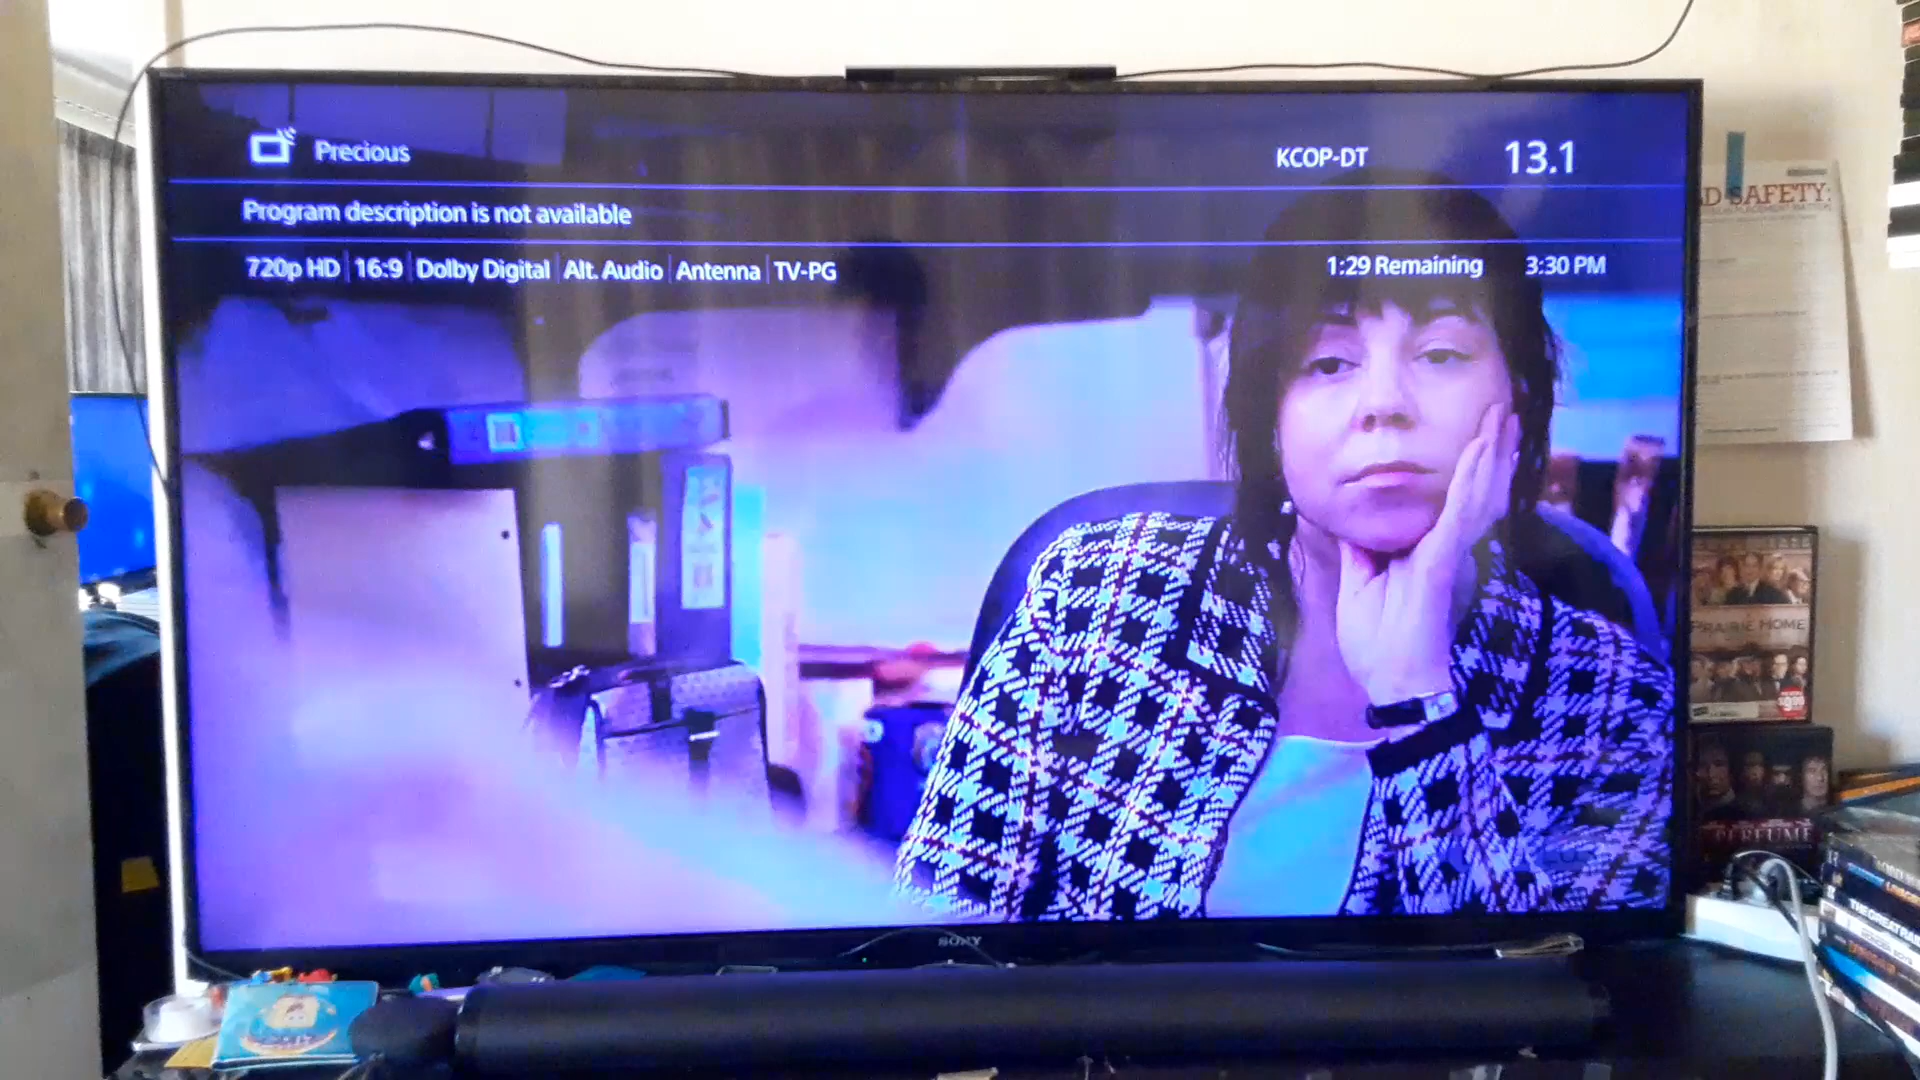 Precious
KCOP-DT
13.1
Program description is not available
720p HD | 16:9 | Dolby Digital | Alt. Audio | Antenna | TV-PG
1:29 Remaining
3:30 PM
D SAFETY:
PRAIRIE HOME
PERFUME
SONY